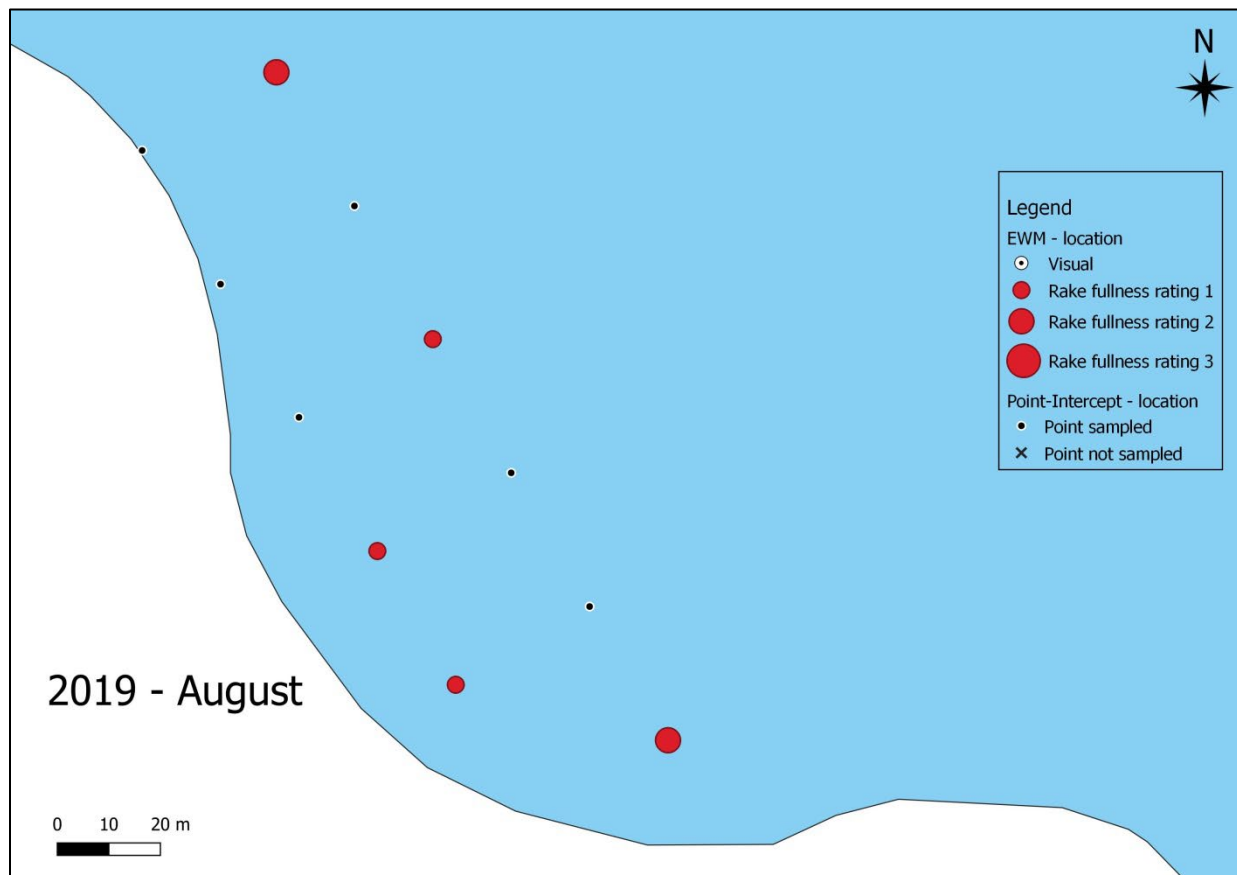 N
Legend
EWM - location
Visual
Rake fullness rating 1
Rake fullness rating 2
Rake fullness rating 3
Point-Intercept - location
Point sampled
Point not sampled
2019 - August
0 10 20 m